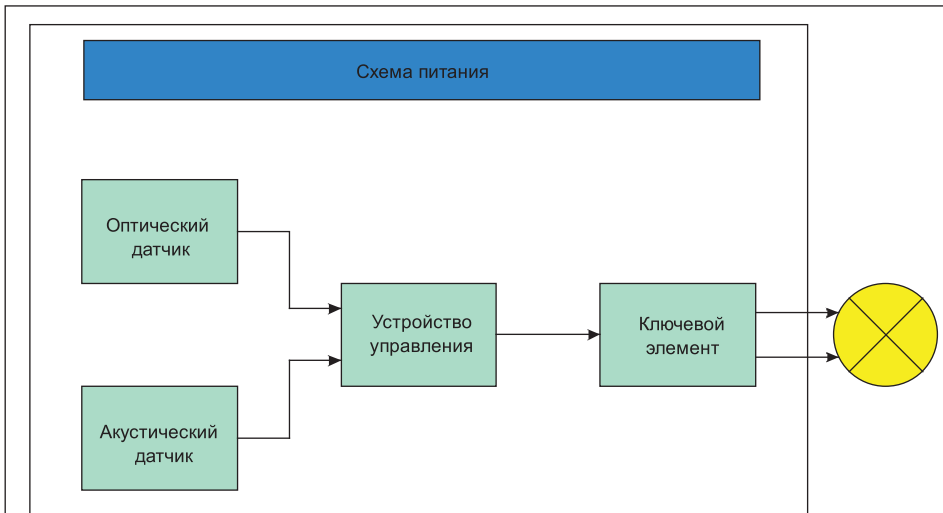 Схема питания
Оптический
датчик
Устройство
управления
Ключевой
элемент
Акустический
датчик